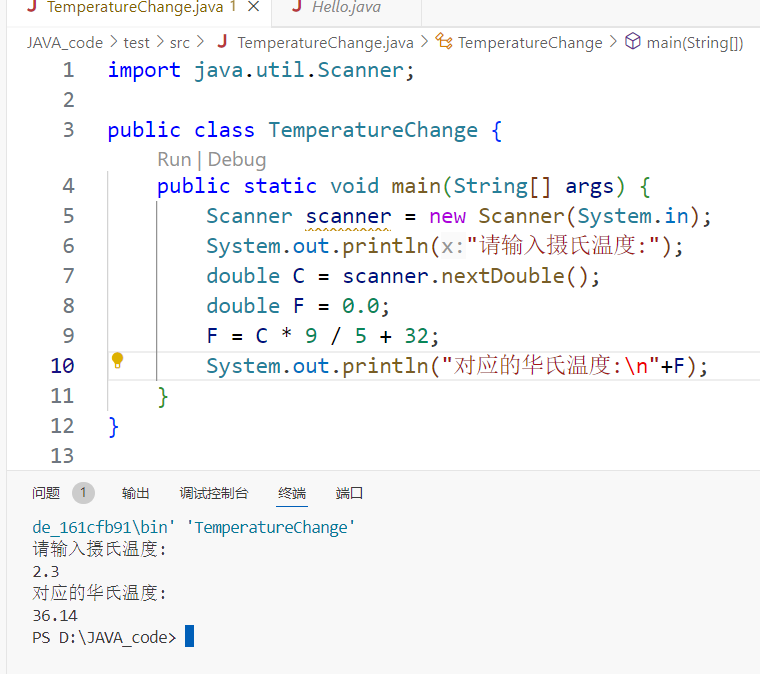 TemperatureChange.java 1 × Hello.java
JAVA_code > test > src > J TemperatureChange.java > TemperatureChange > main(String[])
1 import java.util.Scanner;
2
3 public class TemperatureChange {
Run | Debug
4 public static void main(String[] args) {
5 Scanner scanner = new Scanner(System.in);
6 System.out.println(x:"请输入摄氏温度:");
7 double C = scanner.nextDouble();
8 double F = 0.0;
9 F = C * 9 / 5 + 32;
10 System.out.println("对应的华氏温度:\n"+F);
11 }
12 }
13
问题 1 输出 调试控制台 终端 端口
de_161cfb91\bin' 'TemperatureChange'
请输入摄氏温度:
2.3
对应的华氏温度:
36.14
PS D:\JAVA_code>